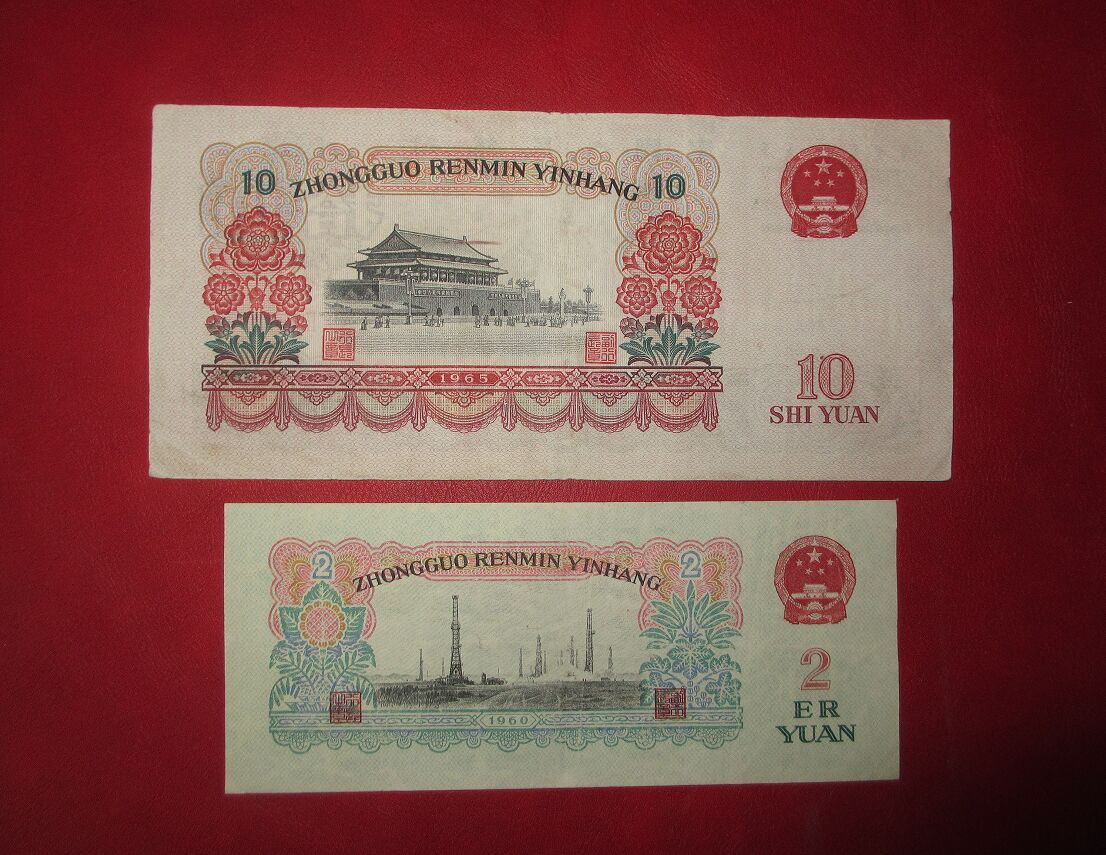 10 ZHONGGUO RENMIN YINHANG 10
1965
10
SHI YUAN
2 ZHONGGUO RENMIN YINHANG 2
1960
2
ER
YUAN